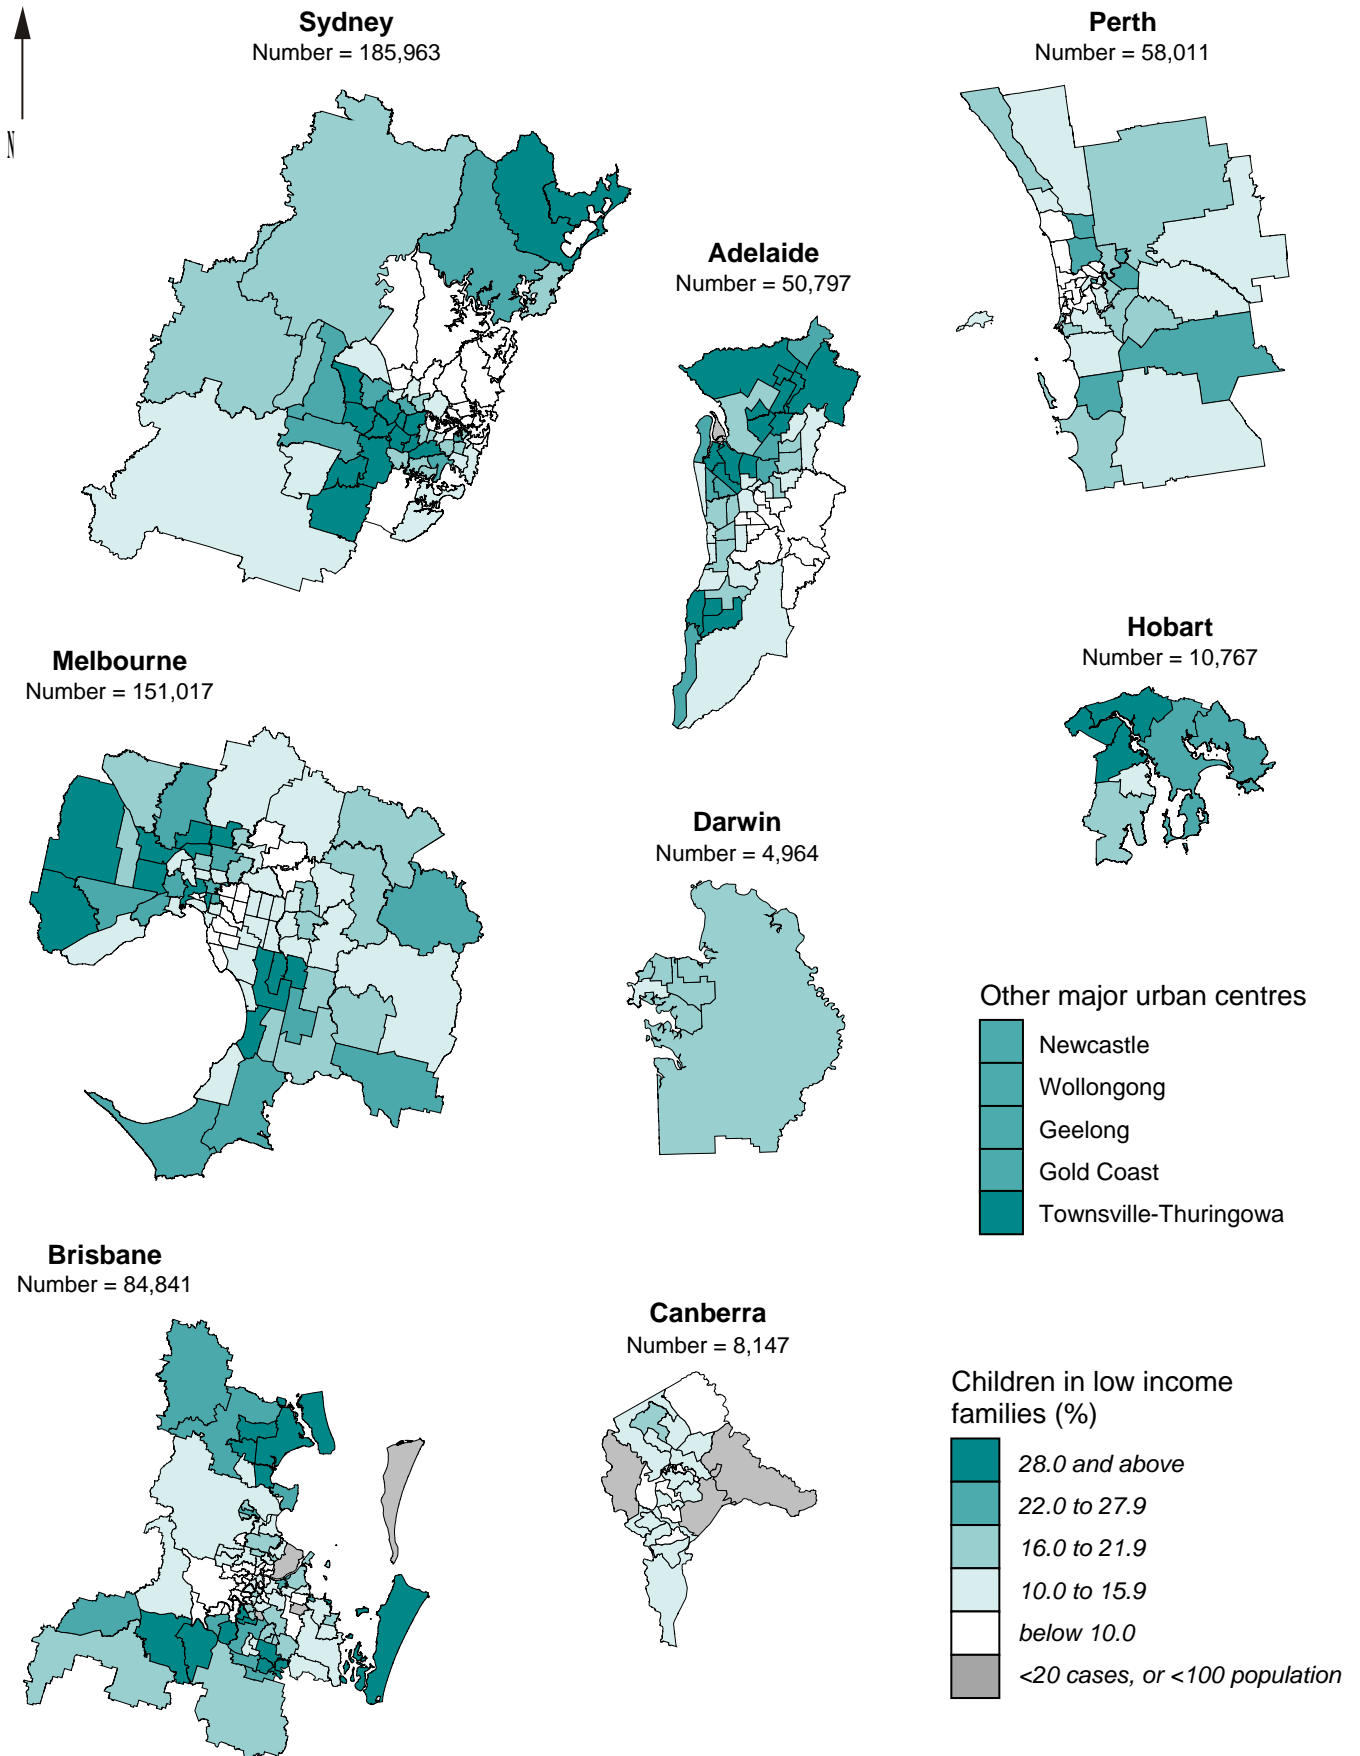 N
Sydney
Number = 185,963
Perth
Number = 58,011
Adelaide
Number = 50,797
Melbourne
Number = 151,017
Hobart
Number = 10,767
Darwin
Number = 4,964
Other major urban centres
Newcastle
Wollongong
Geelong
Gold Coast
Townsville-Thuringowa
Brisbane
Number = 84,841
Canberra
Number = 8,147
Children in low income
families (%)
28.0 and above
22.0 to 27.9
16.0 to 21.9
10.0 to 15.9
below 10.0
<20 cases, or <100 population